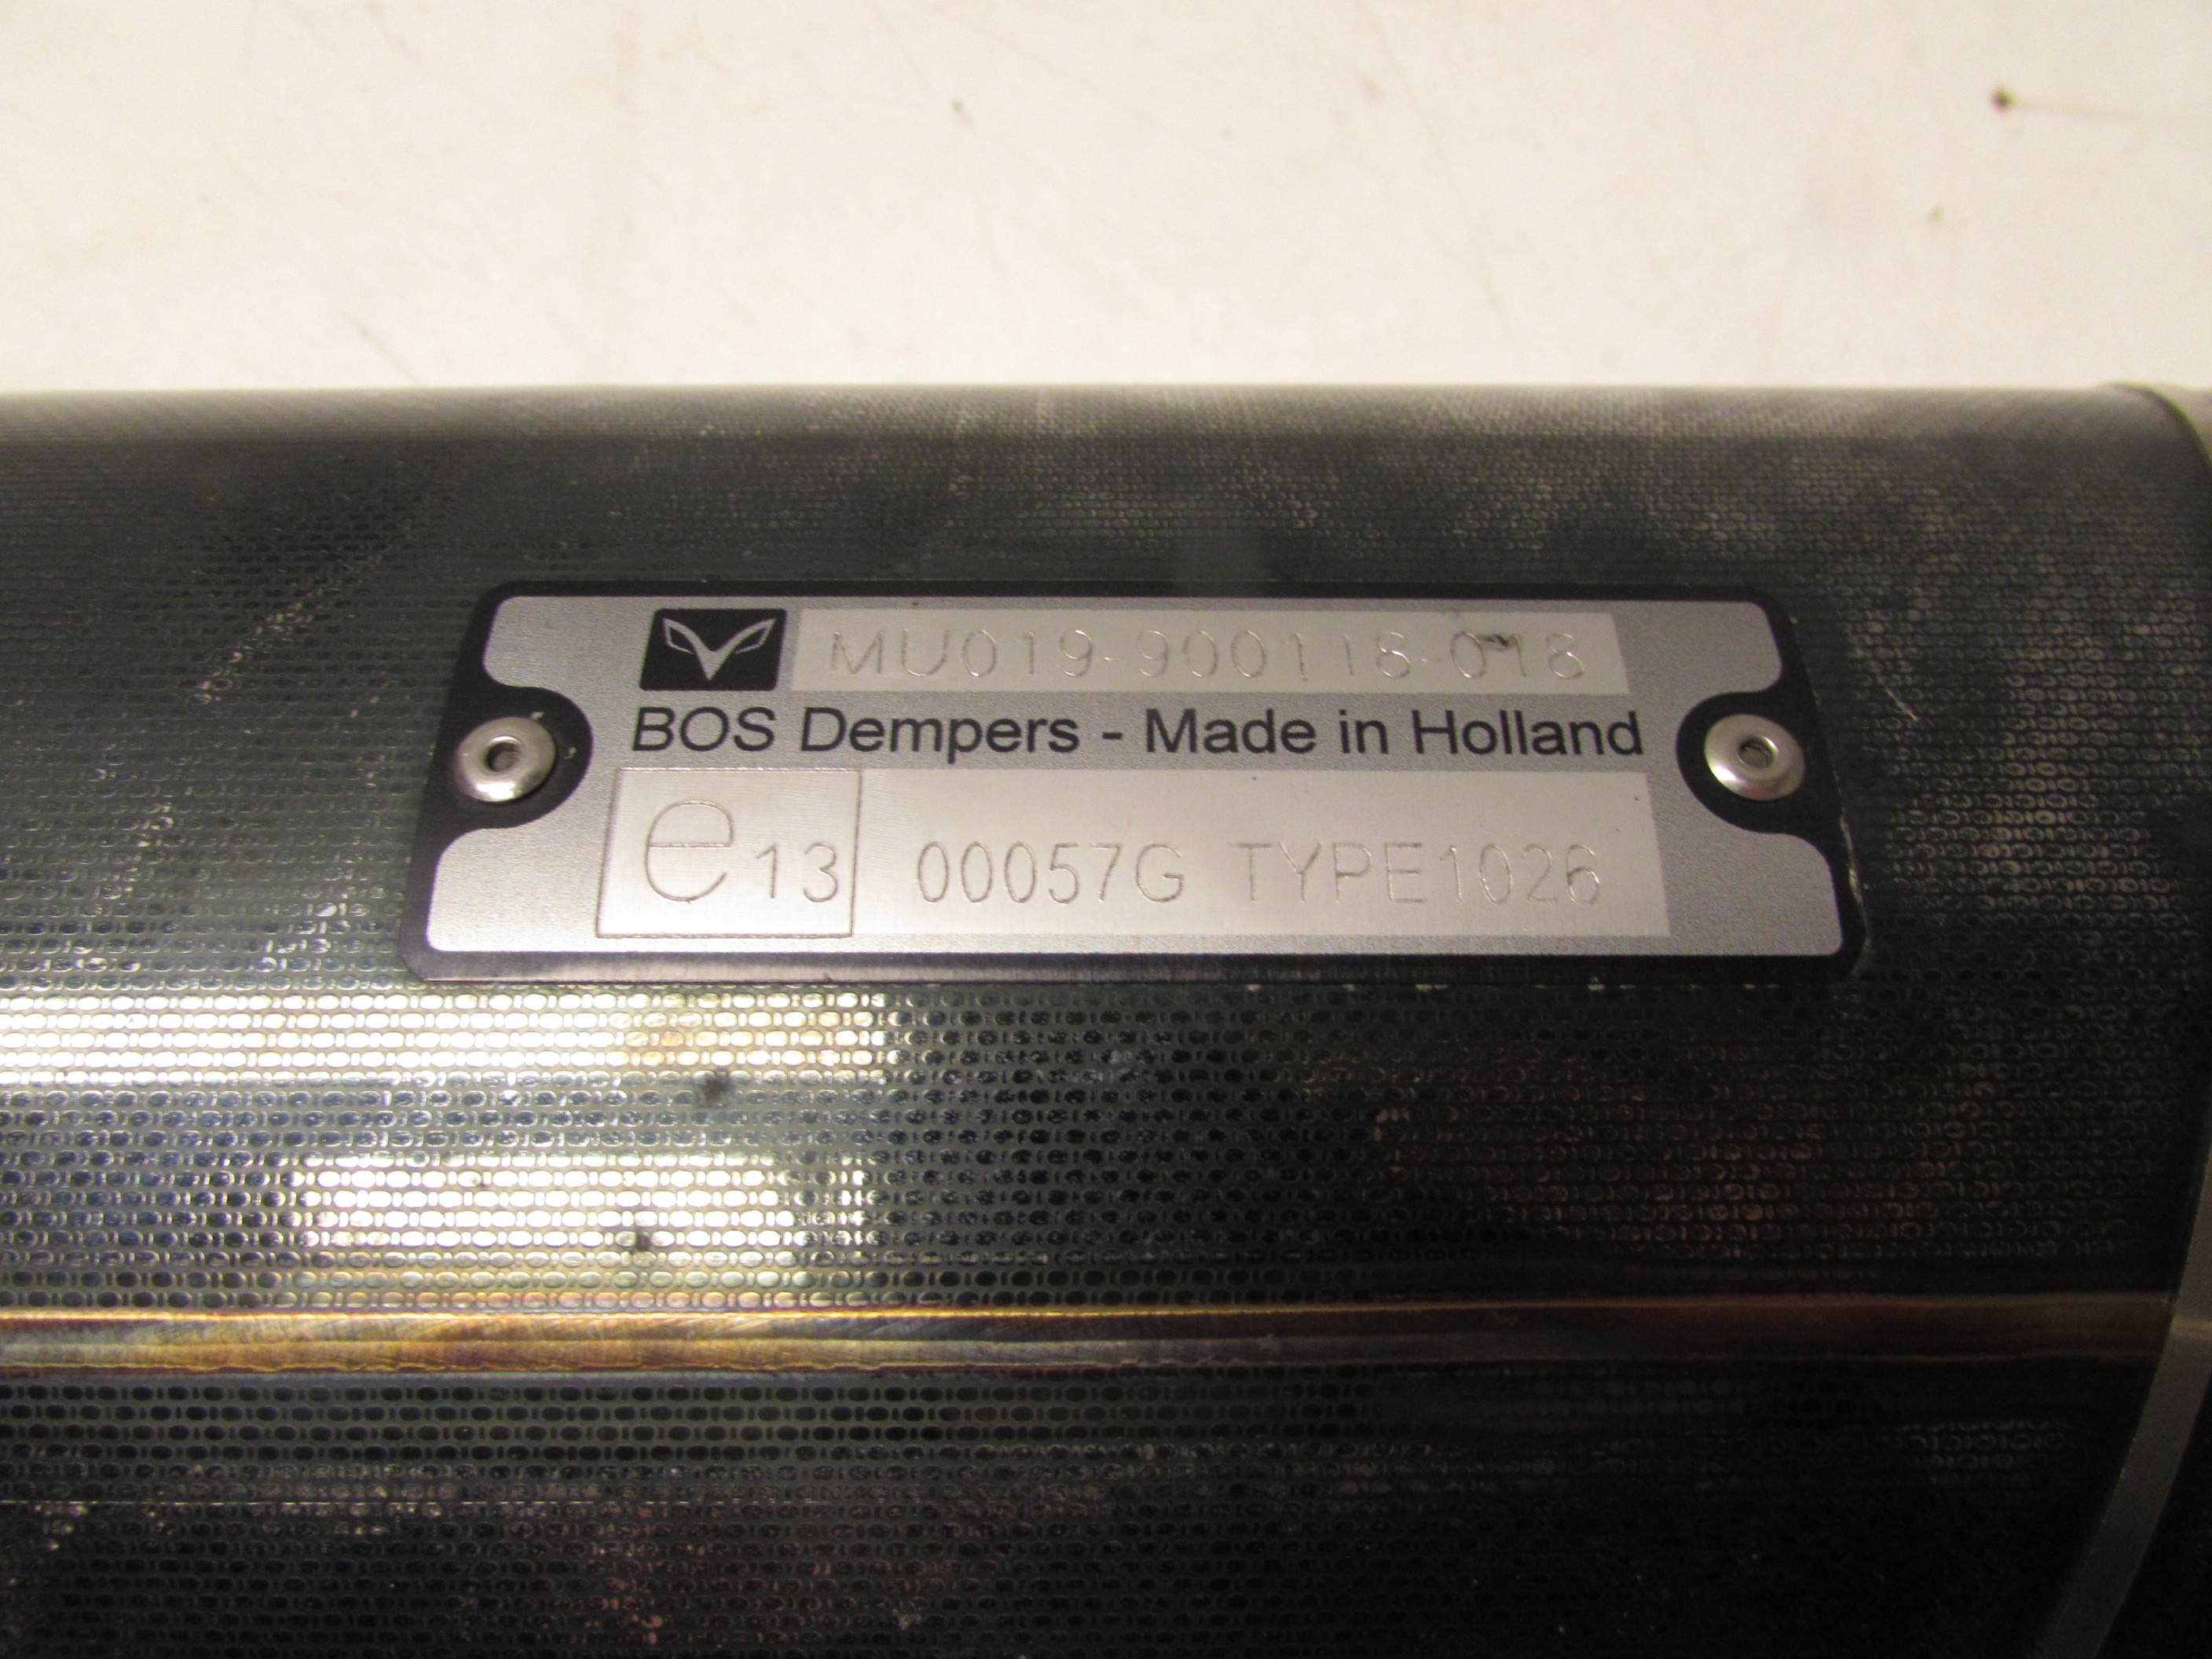 MU019-900118-018
BOS Dempers - Made in Holland
e13 00057G TYPE1026